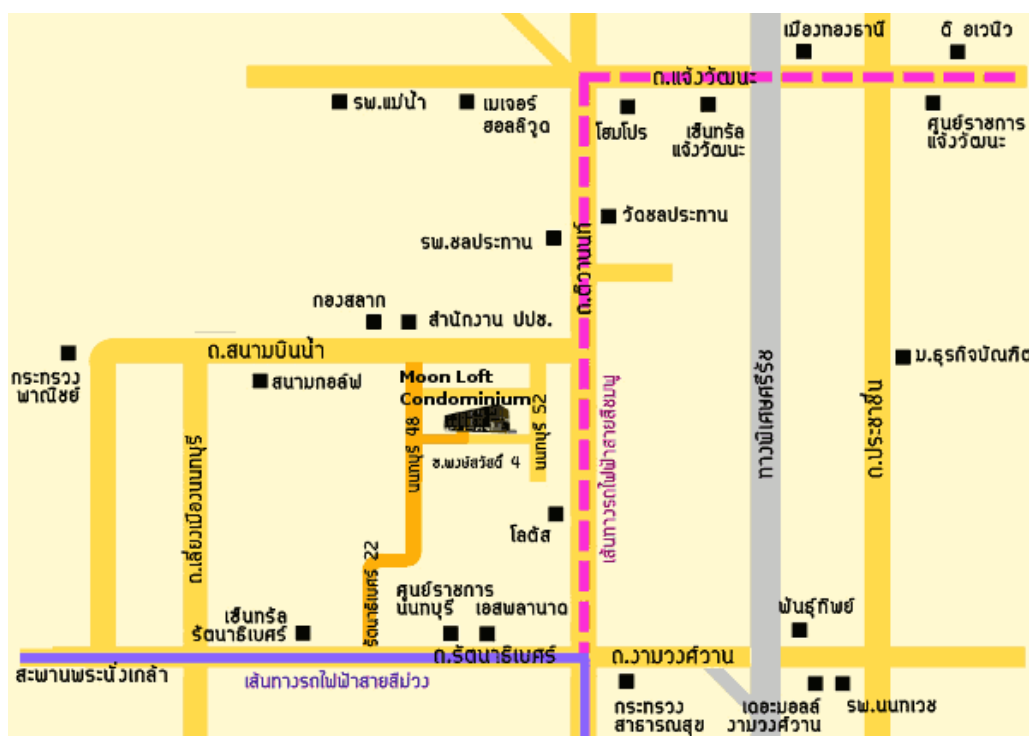 เมืองทองธานี
ดิ อเวนิว
ถ.แจ้งวัฒนะ
รพ.แม่น้ำ
เมเจอร์
ฮอลลิวูด
โฮมโปร
เซ็นทรัล
แจ้งวัฒนะ
ศูนย์ราชการ
แจ้งวัฒนะ
วัดชลประทาน
รพ.ชลประทาน
ถ.ติวานนท์
กองสลาก
สำนักงาน ปปช.
ถ.สนามบินน้ำ
กระทรวง
พาณิชย์
สนามกอล์ฟ
Moon Loft
Condominium
ม.ธุรกิจบัณฑิต
นนทบุรี 48
นนทบุรี 52
ซ.พงษ์สวัสดิ์ 4
เส้นทางรถไฟฟ้าสายสีชมพู
ทางพิเศษศรีรัช
ถ.ประชาชื่น
ถ.เลี่ยงเมืองนนทบุรี
โลตัส
รัตนาธิเบศร์ 22
ศูนย์ราชการ
นนทบุรี
เอสพลานาด
เซ็นทรัล
รัตนาธิเบศร์
พันธุ์ทิพย์
ถ.รัตนาธิเบศร์
ถ.งามวงศ์วาน
สะพานพระนั่งเกล้า
เส้นทางรถไฟฟ้าสายสีม่วง
กระทรวง
สาธารณสุข
เดอะมอลล์
งามวงศ์วาน
รพ.นนทเวช